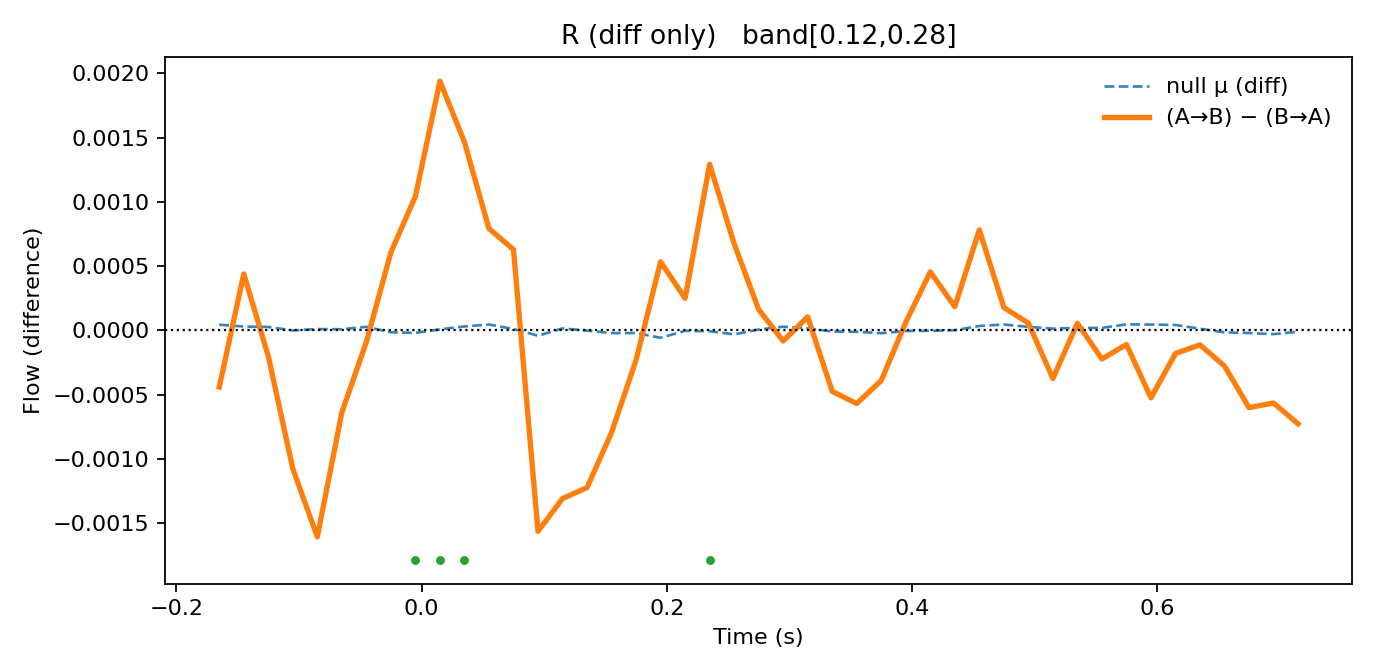 R (diff only)   band[0.12,0.28]
null μ (diff)
(A→B) − (B→A)
Flow (difference)
0.0020
0.0015
0.0010
0.0005
0.0000
−0.0005
−0.0010
−0.0015
−0.2
0.0
0.2
0.4
0.6
Time (s)